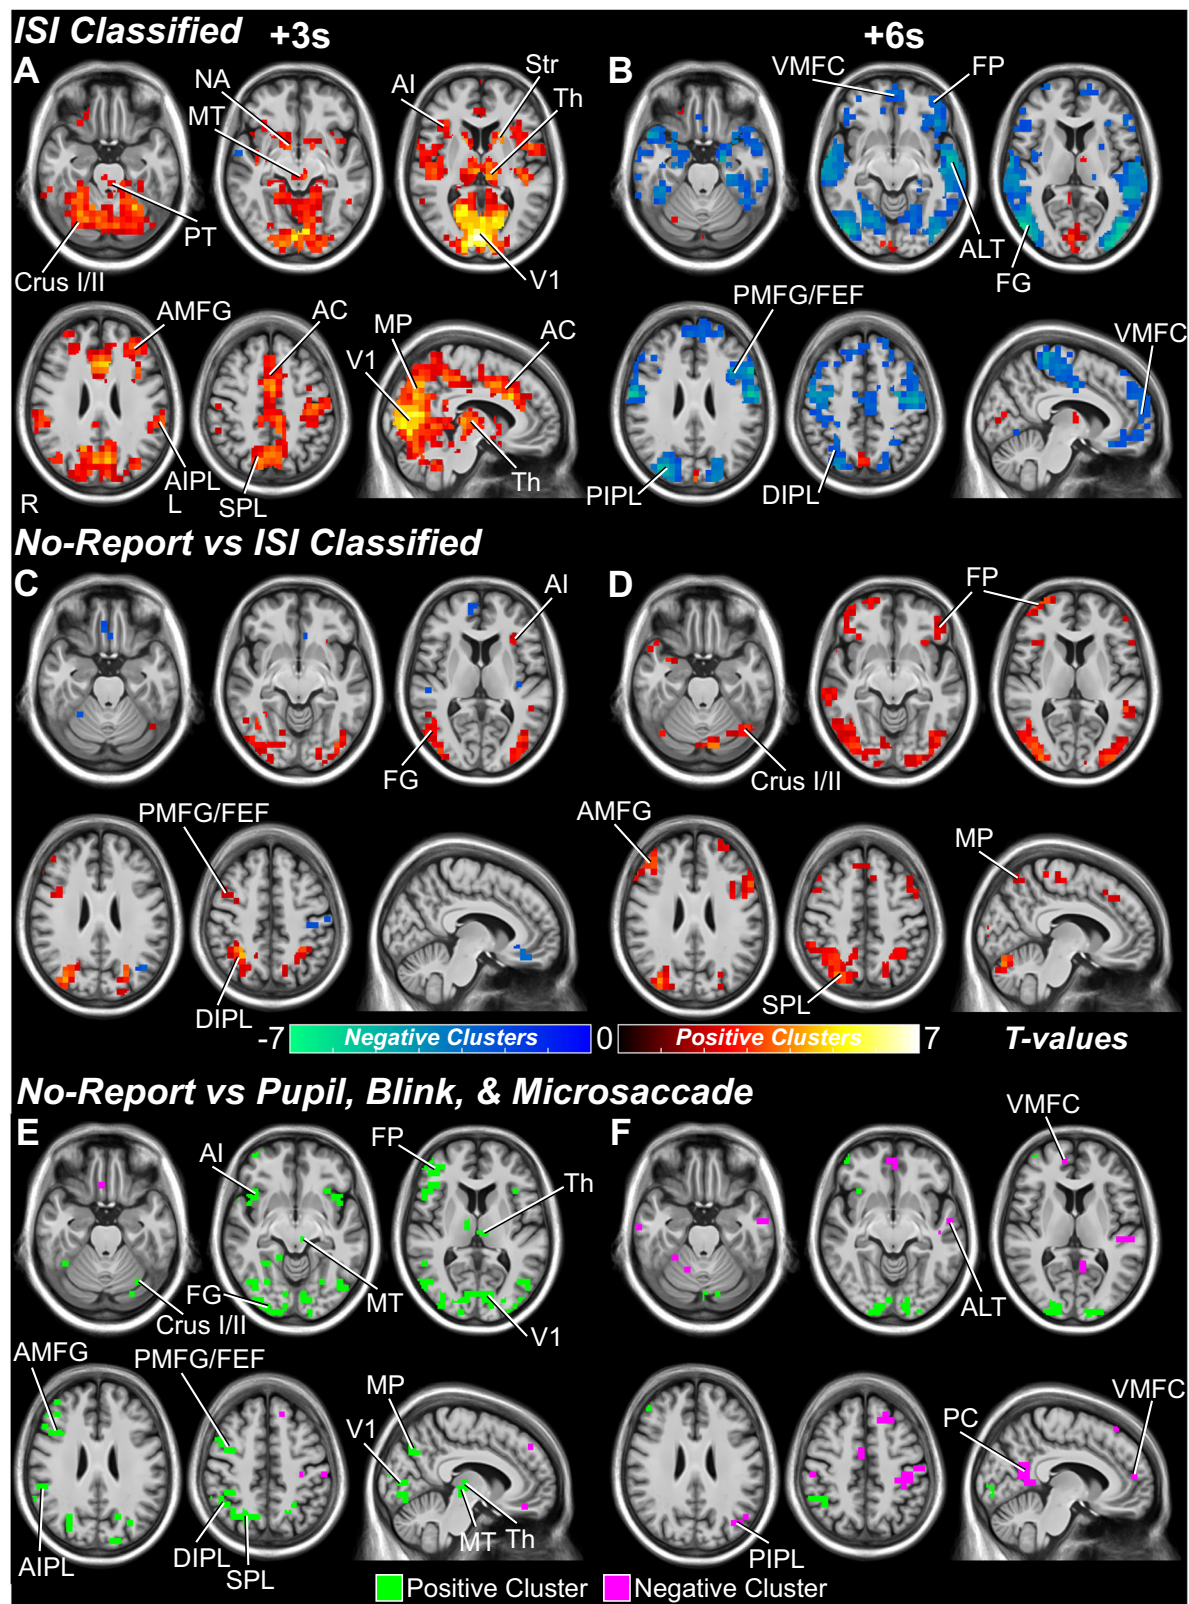 ISI Classified +3s
+6s
A
NA
MT
AI
Str
Th
PT
Crus I/II
V1
B
VMFC
FP
ALT
FG
AMFG
AC
MP
V1
AC
AIPL
R
L
SPL
Th
PMFG/FEF
VMFC
PIPL
DIPL
No-Report vs ISI Classified
C
AI
FG
D
FP
Crus I/II
PMFG/FEF
DIPL
AMFG
MP
SPL
-7 Negative Clusters 0 Positive Clusters 7 T-values
No-Report vs Pupil, Blink, & Microsaccade
E
AI
FP
Th
FG
Crus I/II
MT
V1
F
VMFC
ALT
AMFG
PMFG/FEF
MP
V1
AIPL
DIPL
SPL
MT
Th
PC
VMFC
PIPL
Positive Cluster Negative Cluster